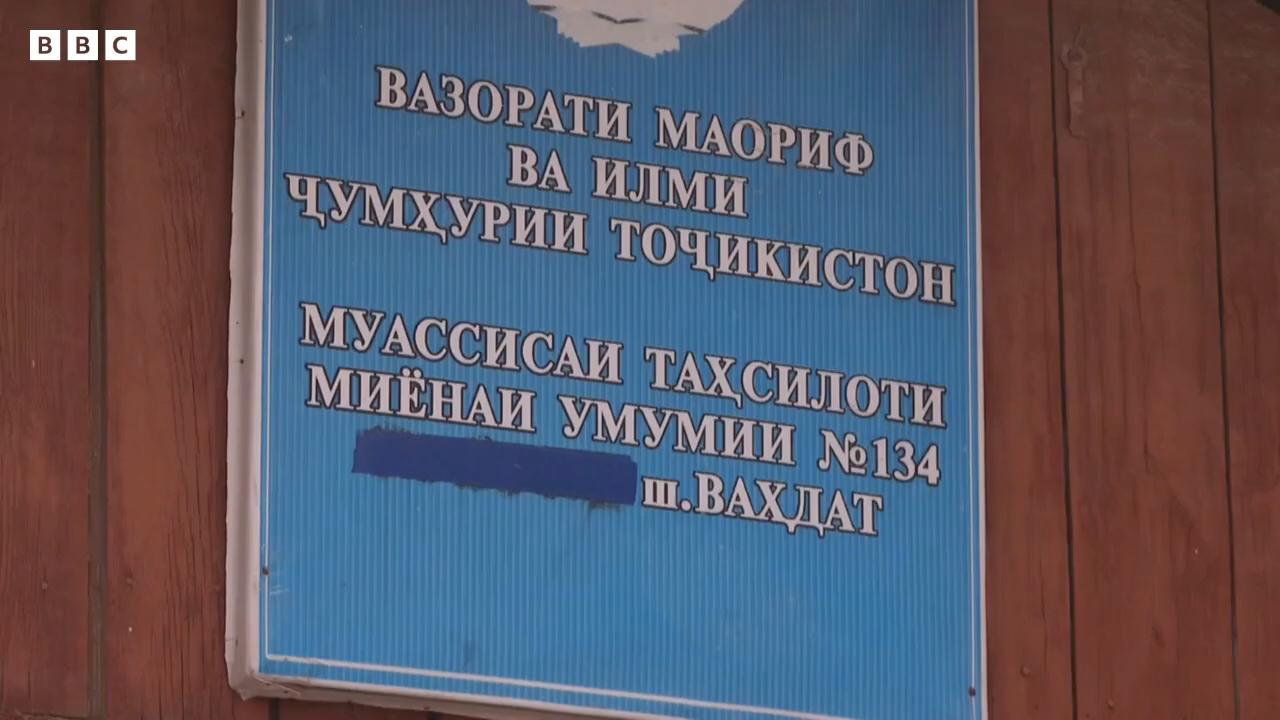 BBC
ВАЗОРАТИ МАОРИФ
ВА ИЛМИ
ҶУМҲУРИИ ТОҶИКИСТОН
МУАССИСАИ ТАҲСИЛОТИ
МИЁНАИ УМУМИИ №134
ш.ВАҲДАТ